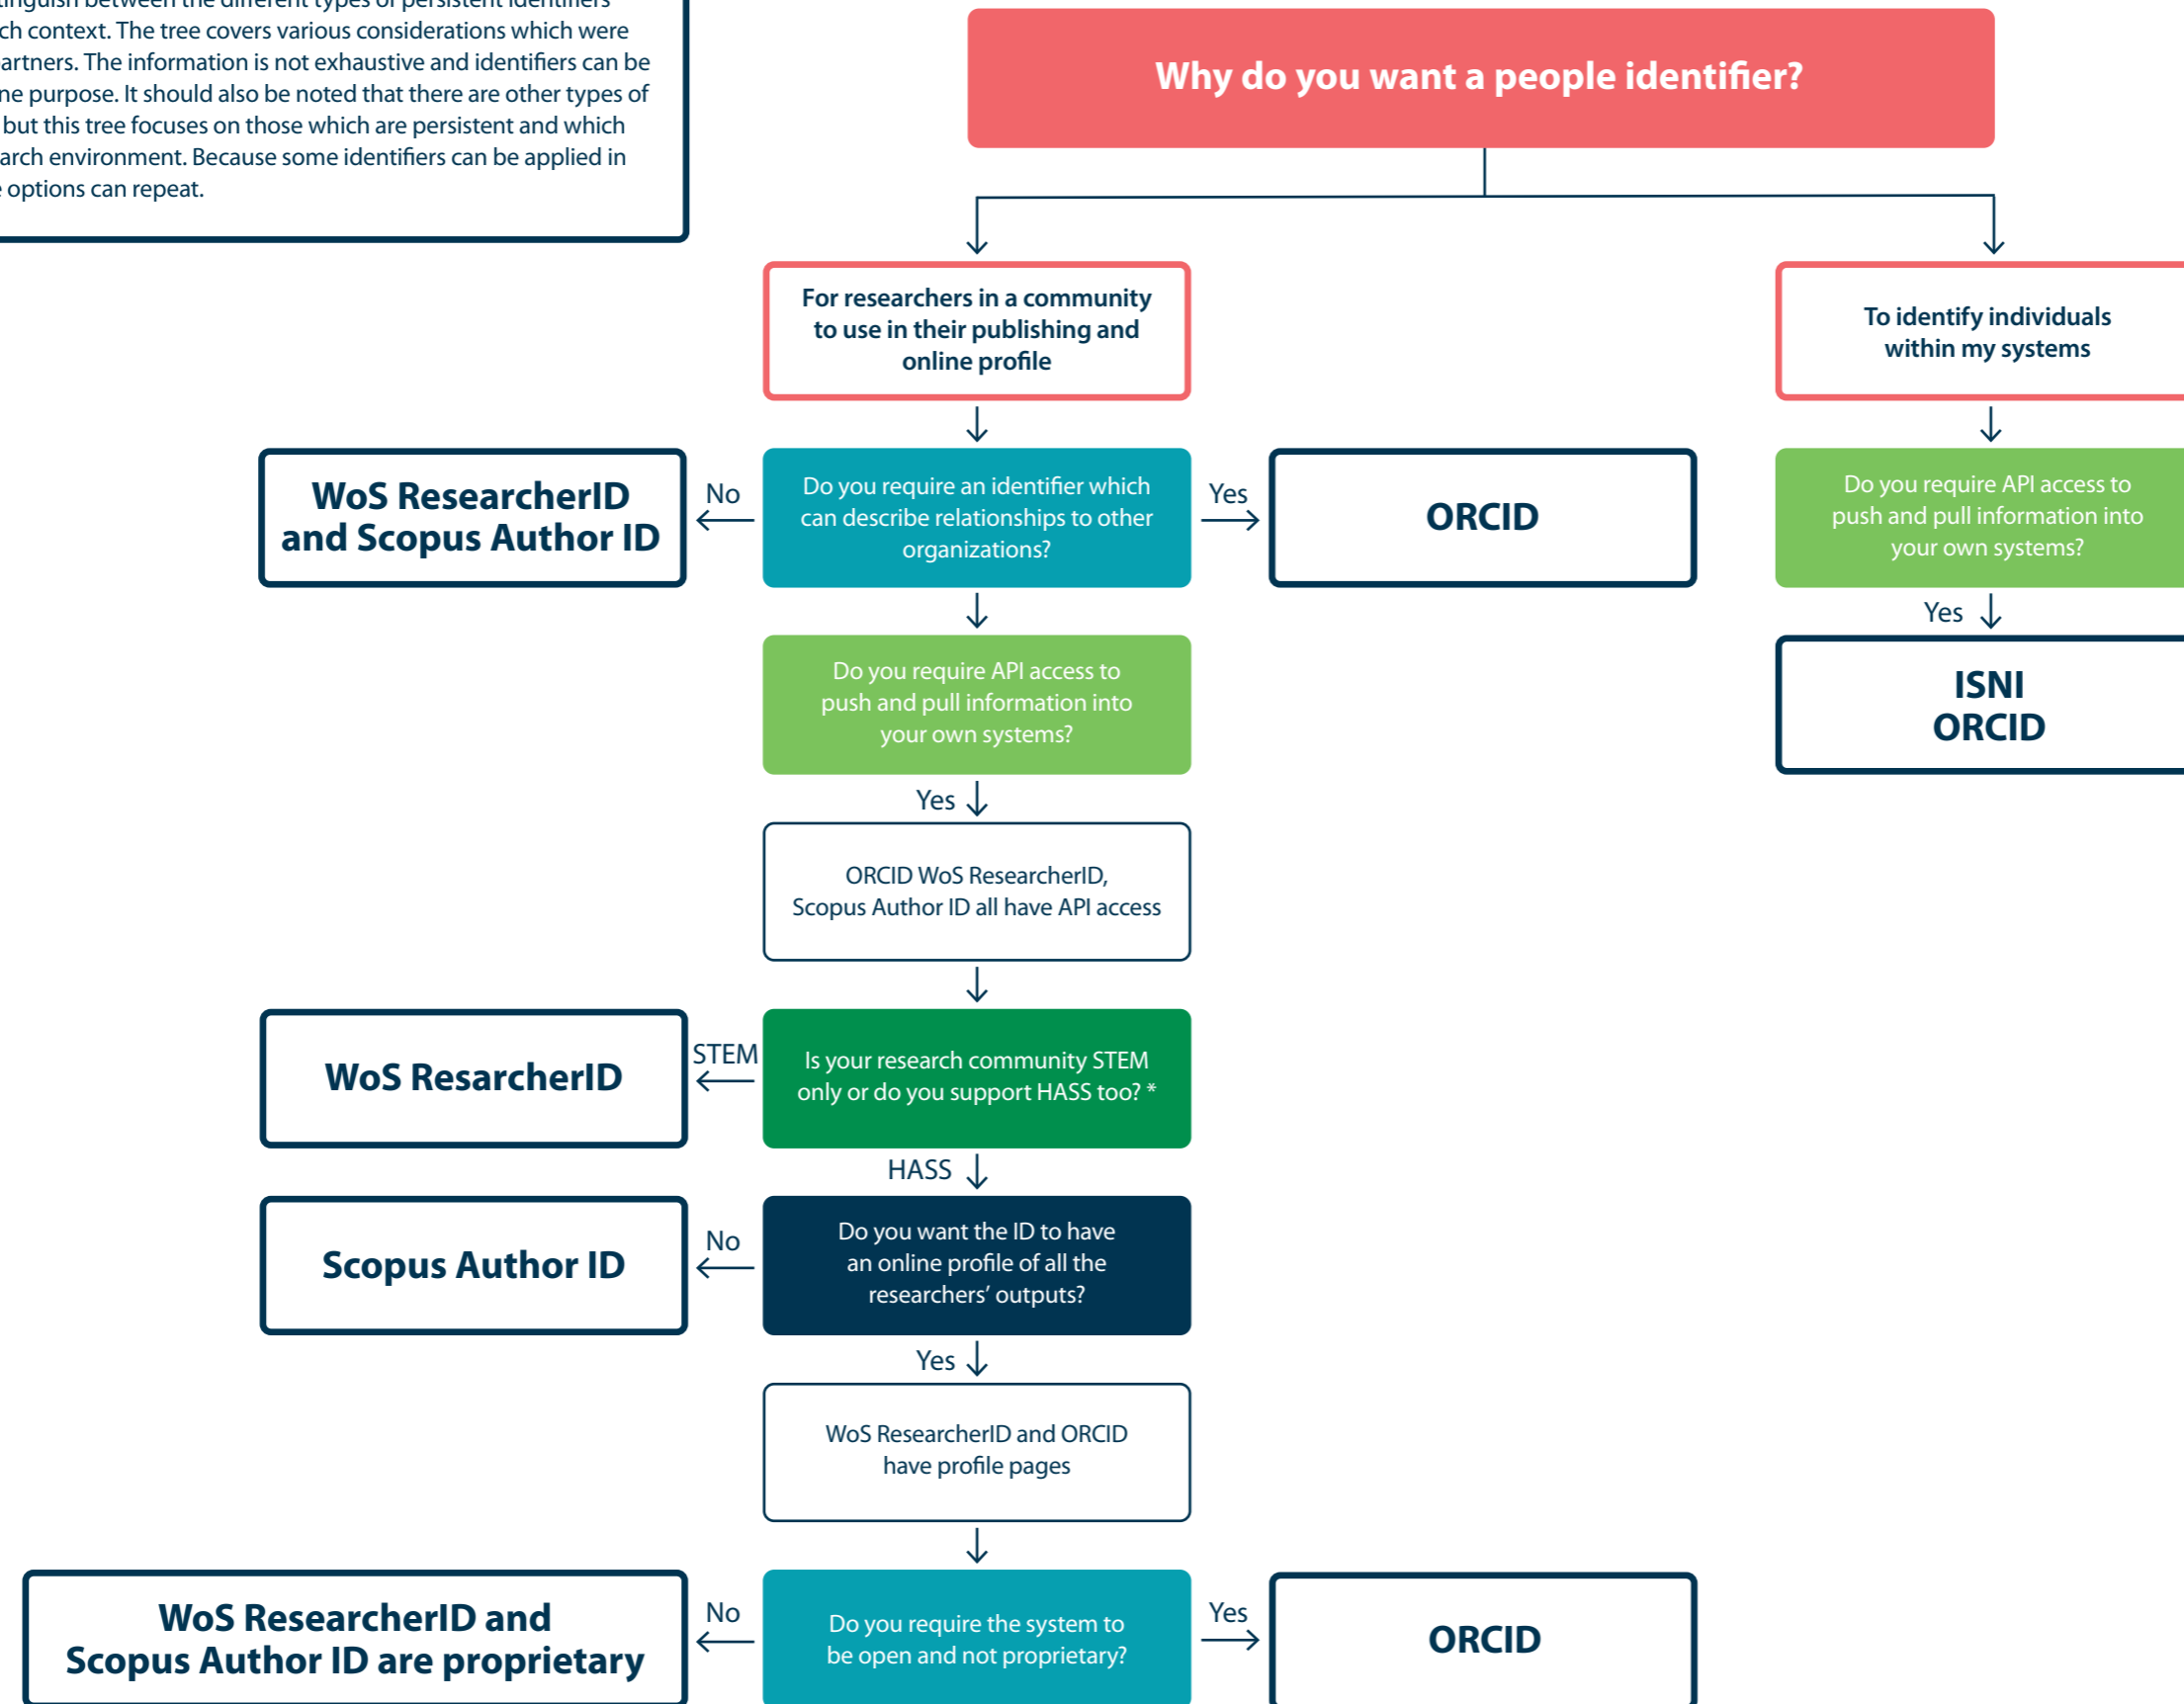 between the different types of persistent identifiers
context. The tree covers various considerations which were
The information is not exhaustive and identifiers can be
purpose. It should also be noted that there are other types of
but this tree focuses on those which are persistent and which
environment. Because some identifiers can be applied in
options can repeat.
Why do you want a people identifier?
For researchers in a community
to use in their publishing and
online profile
To identify individuals
within my systems
WoS ResearcherID
and Scopus Author ID
No
Do you require an identifier which
can describe relationships to other
organizations?
Yes
ORCID
Do you require API access to
push and pull information into
your own systems?
Yes
ISNI
ORCID
Do you require API access to
push and pull information into
your own systems?
Yes
ORCID WoS ResearcherID,
Scopus Author ID all have API access
WoS ResarcherID
STEM
Is your research community STEM
only or do you support HASS too? *
HASS
Scopus Author ID
No
Do you want the ID to have
an online profile of all the
researchers’ outputs?
Yes
WoS ResearcherID and ORCID
have profile pages
WoS ResearcherID and
Scopus Author ID are proprietary
No
Do you require the system to
be open and not proprietary?
Yes
ORCID